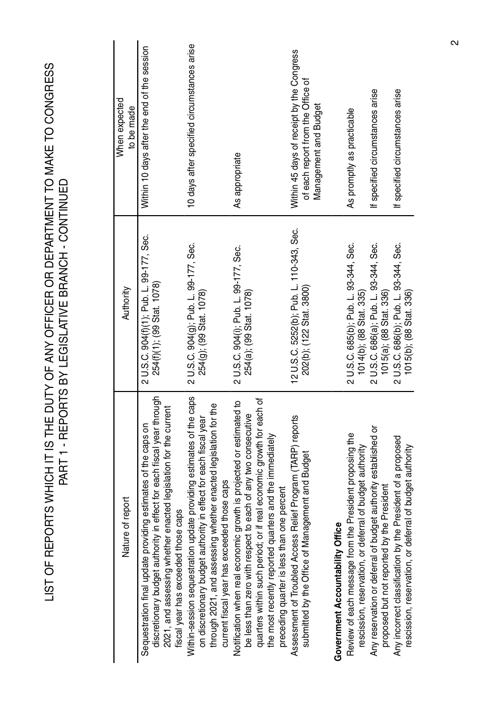 LIST OF REPORTS WHICH IT IS THE DUTY OF ANY OFFICER OR DEPARTMENT TO MAKE TO CONGRESS
PART 1 - REPORTS BY LEGISLATIVE BRANCH - CONTINUED
Nature of report
Authority
When expected
to be made
Sequestration final update providing estimates of the caps on
discretionary budget authority in effect for each fiscal year through
2021, and assessing whether enacted legislation for the current
fiscal year has exceeded those caps
2 U.S.C. 904(f)(1); Pub. L. 99-177, Sec.
254(f)(1); (99 Stat. 1078)
Within 10 days after the end of the session
Within-session sequestration update providing estimates of the caps
on discretionary budget authority in effect for each fiscal year
through 2021, and assessing whether enacted legislation for the
current fiscal year has exceeded those caps
2 U.S.C. 904(g); Pub. L. 99-177, Sec.
254(g); (99 Stat. 1078)
10 days after specified circumstances arise
Notification when real economic growth is projected or estimated to
be less than zero with respect to each of any two consecutive
quarters within such period; or if real economic growth for each of
the most recently reported quarters and the immediately
preceding quarter is less than one percent
2 U.S.C. 904(i); Pub. L. 99-177, Sec.
254(a); (99 Stat. 1078)
As appropriate
Assessment of Troubled Access Relief Program (TARP) reports
submitted by the Office of Management and Budget
12 U.S.C. 5252(b); Pub. L. 110-343, Sec.
202(b); (122 Stat. 3800)
Within 45 days of receipt by the Congress
of each report from the Office of
Management and Budget
Government Accountability Office
Review of each message from the President proposing the
rescission, reservation, or deferral of budget authority
2 U.S.C. 685(b); Pub. L. 93-344, Sec.
1014(b); (88 Stat. 335)
As promptly as practicable
Any reservation or deferral of budget authority established or
proposed but not reported by the President
2 U.S.C. 686(a); Pub. L. 93-344, Sec.
1015(a); (88 Stat. 336)
If specified circumstances arise
Any incorrect classification by the President of a proposed
rescission, reservation, or deferral of budget authority
2 U.S.C. 686(b); Pub. L. 93-344, Sec.
1015(b); (88 Stat. 336)
If specified circumstances arise
2